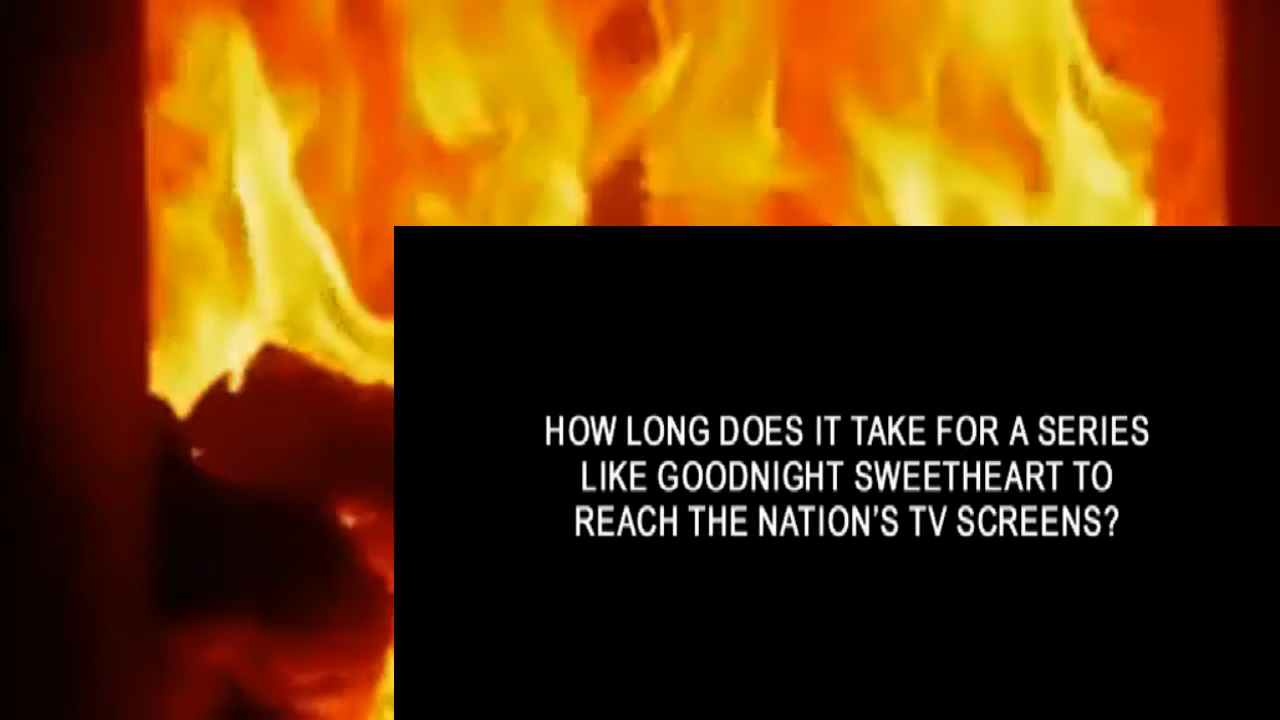 HOW LONG DOES IT TAKE FOR A SERIES
LIKE GOODNIGHT SWEETHEART TO
REACH THE NATION'S TV SCREENS?